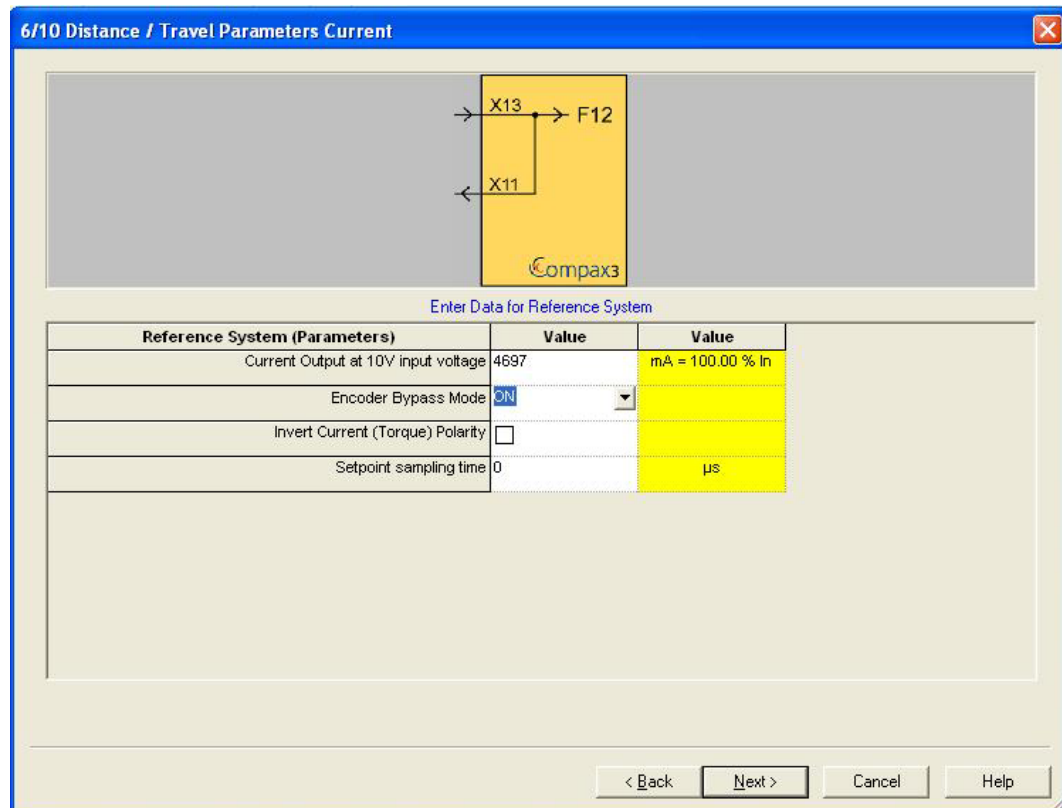 6/10 Distance / Travel Parameters Current
X13
F12
X11
Compax3
Enter Data for Reference System
Reference System (Parameters) Value Value
Current Output at 10V input voltage 4697 mA = 100.00 % In
Encoder Bypass Mode ON
Invert Current (Torque) Polarity
Setpoint sampling time 0 µs
< Back Next > Cancel Help